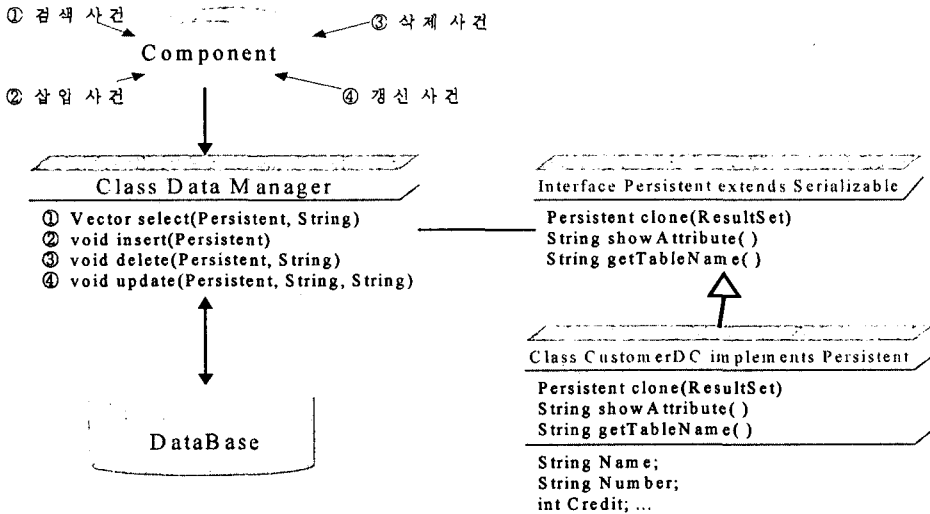 ① 검색 사건
③ 삭제 사건
Component
② 삽입 사건
④ 갱신 사건
Class Data Manager
① Vector select(Persistent, String)
② void insert(Persistent)
③ void delete(Persistent, String)
④ void update(Persistent, String, String)
Interface Persistent extends Serializable
Persistent clone(ResultSet)
String showAttribute()
String getTableName()
Class CustomerDC implements Persistent
Persistent clone(ResultSet)
String showAttribute()
String getTableName()
String Name;
String Number;
int Credit; ...
DataBase